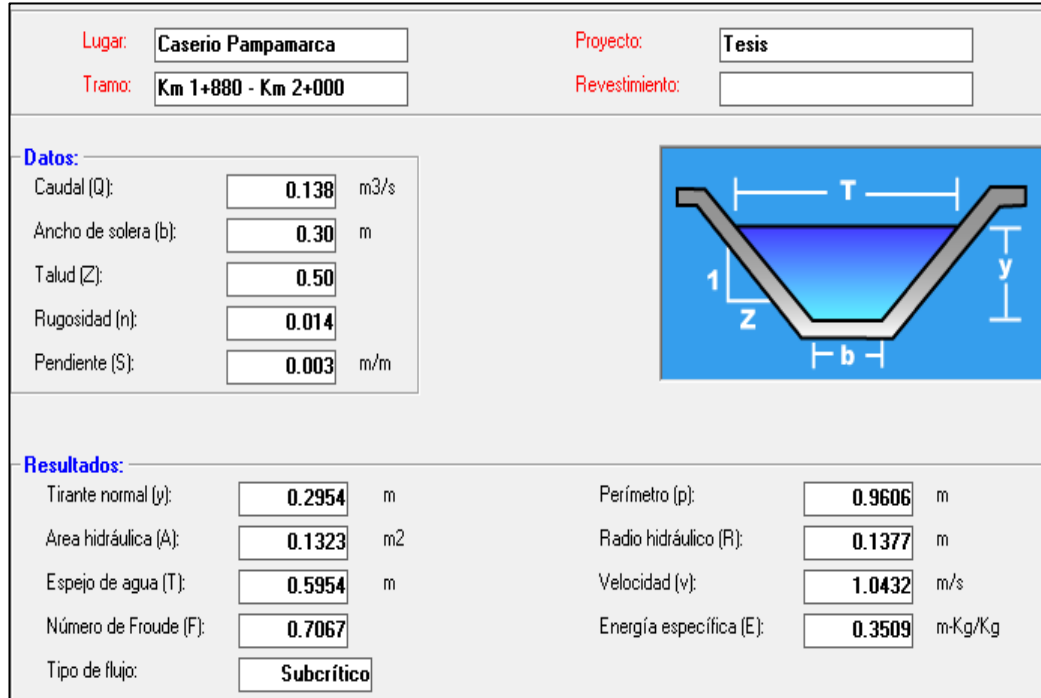 Lugar: Caserio Pampamarca Proyecto: Tesis
Tramo: Km 1+880 - Km 2+000 Revestimiento:
Datos:
Caudal (Q): 0.138 m3/s
Ancho de solera (b): 0.30 m
Talud (Z): 0.50
Rugosidad (n): 0.014
Pendiente (S): 0.003 m/m
T
y
1
Z
b
Resultados:
Tirante normal (y): 0.2954 m Perímetro (p): 0.9606 m
Area hidráulica (A): 0.1323 m2 Radio hidráulico (R): 0.1377 m
Espejo de agua (T): 0.5954 m Velocidad (v): 1.0432 m/s
Número de Froude (F): 0.7067 Energía específica (E): 0.3509 m-Kg/Kg
Tipo de flujo: Subcrítico